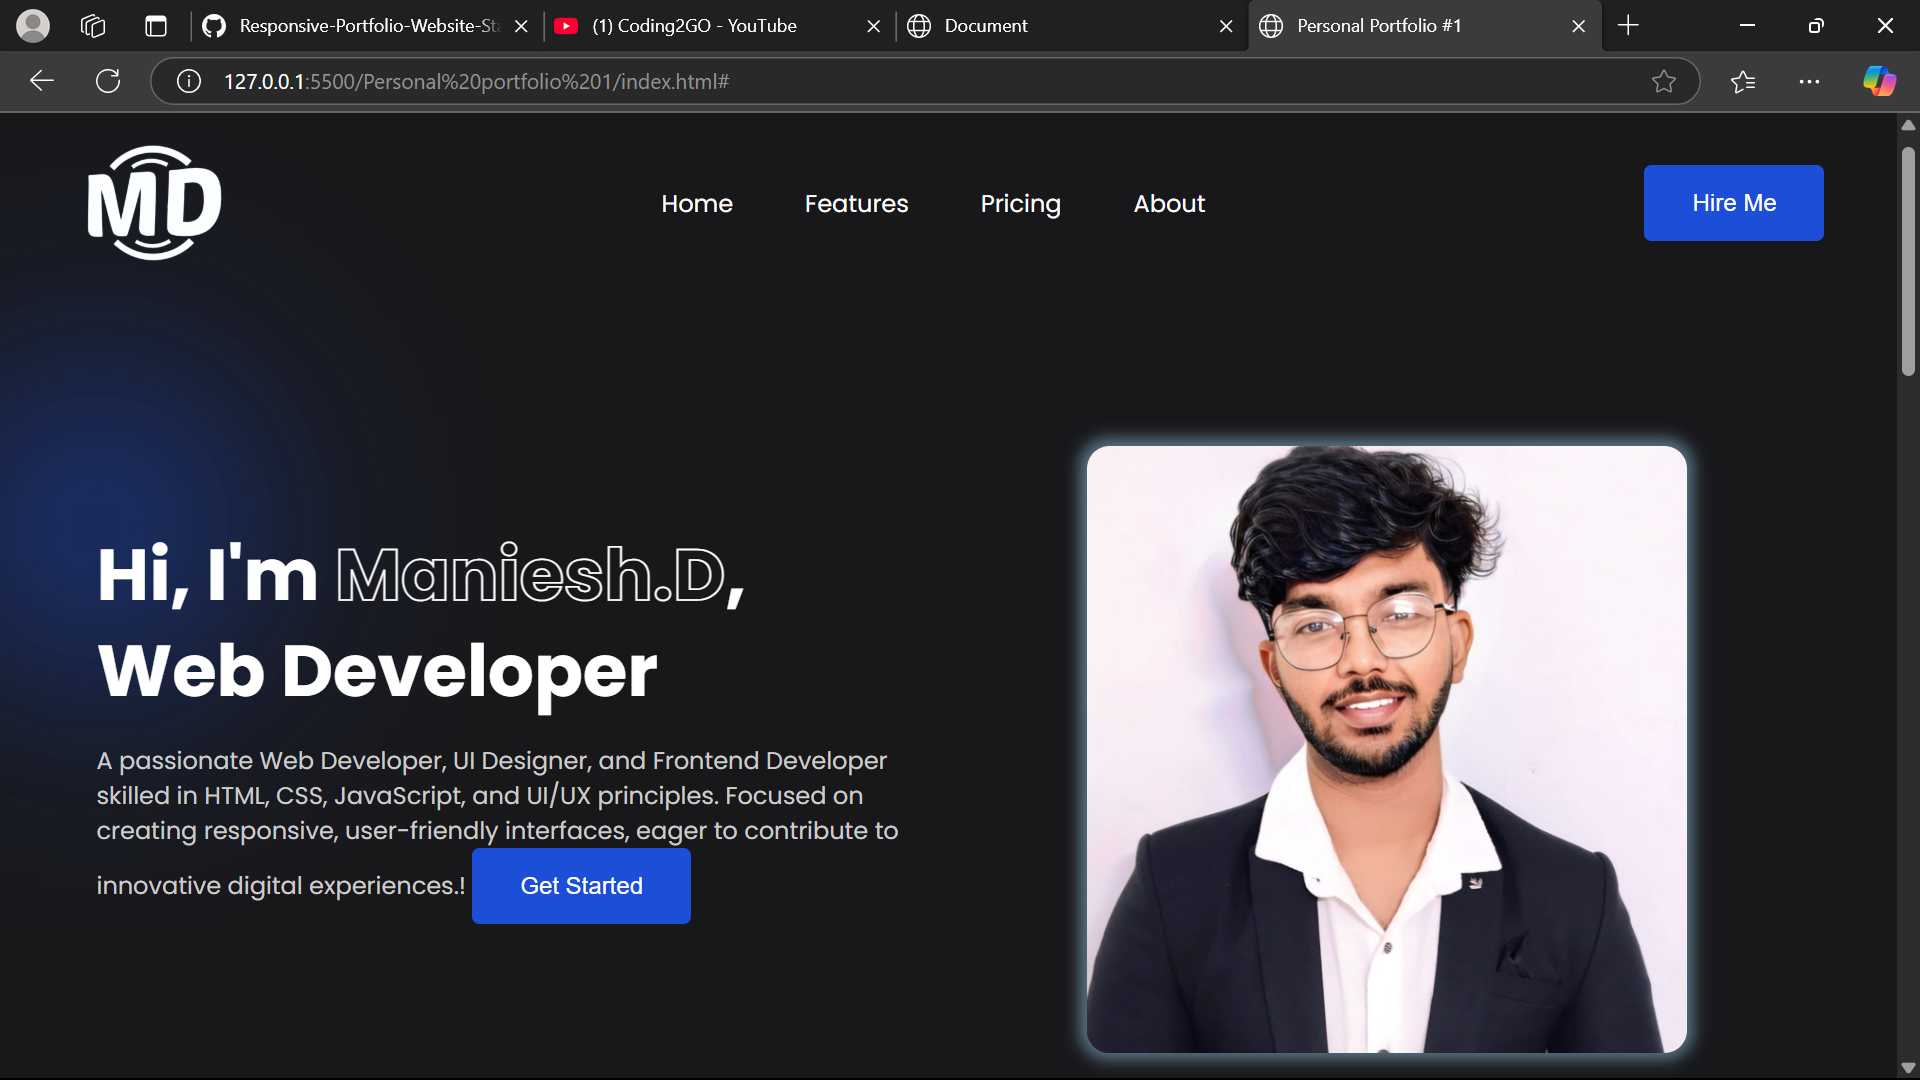 Responsive-Portfolio-Website-Sta
(1) Coding2GO - YouTube
Document
Personal Portfolio #1
127.0.0.1:5500/Personal%20portfolio%201/index.html#
MD
Home
Features
Pricing
About
Hire Me
Hi, I'm Maniesh.D,
Web Developer
A passionate Web Developer, UI Designer, and Frontend Developer
skilled in HTML, CSS, JavaScript, and UI/UX principles. Focused on
creating responsive, user-friendly interfaces, eager to contribute to
innovative digital experiences.! Get Started